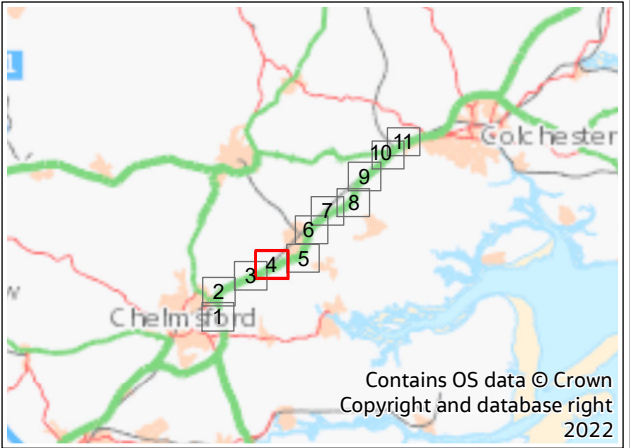 1
Colchester
11
10
9
8
7
6
5
4
3
2
w
Chelmsford
1
Contains OS data © Crown
Copyright and database right
2022